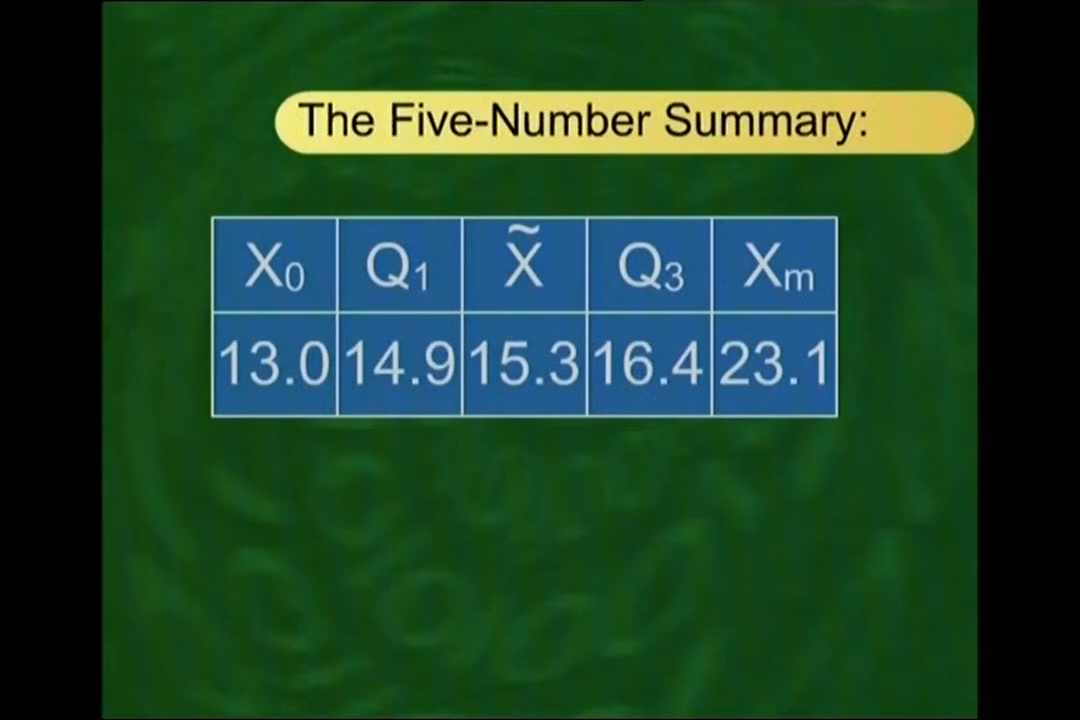 The Five-Number Summary:
X₀ Q₁ X̃ Q₃ Xₘ
13.0 14.9 15.3 16.4 23.1